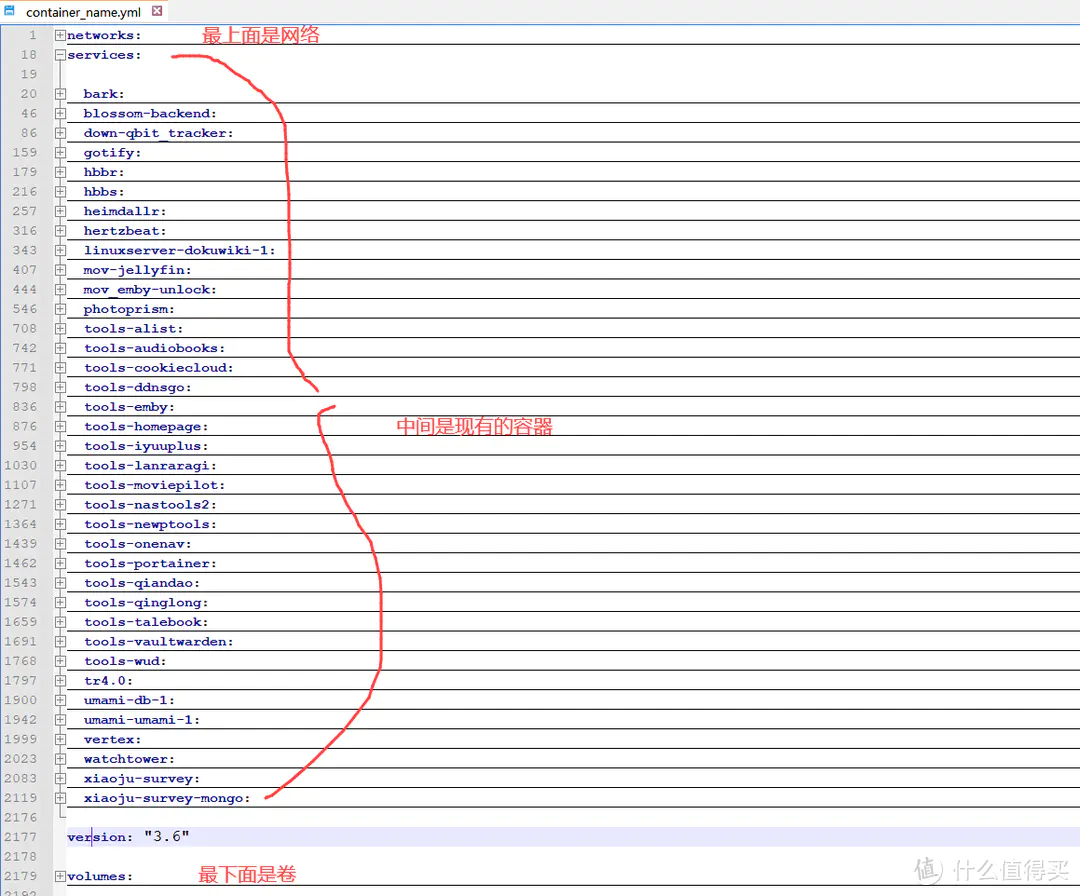 container_name.yml
1 networks: 最上面是网络
18 services:
19
20 bark:
46 blossom-backend:
86 down-qbit_tracker:
159 gotify:
179 hbbr:
216 hbbs:
257 heimdallr:
316 hertzbeat:
343 linuxserver-dokuwiki-1:
407 mov-jellyfin:
444 mov_emby-unlock:
546 photoprism:
708 tools-alist:
742 tools-audiobooks:
771 tools-cookiecloud:
798 tools-ddnsgo:
836 tools-emby:
876 tools-homepage: 中间是现有的容器
954 tools-iyuuplus:
1030 tools-lanraragi:
1107 tools-moviepilot:
1271 tools-nastools2:
1364 tools-newptools:
1439 tools-onenav:
1462 tools-portainer:
1543 tools-qiandao:
1574 tools-qinglong:
1659 tools-talebook:
1691 tools-vaultwarden:
1768 tools-wud:
1797 tr4.0:
1900 umami-db-1:
1942 umami-umami-1:
1999 vertex:
2023 watchtower:
2083 xiaoju-survey:
2119 xiaoju-survey-mongo:
2176
2177 version: "3.6"
2178
2179 volumes: 最下面是卷
值 什么值得买